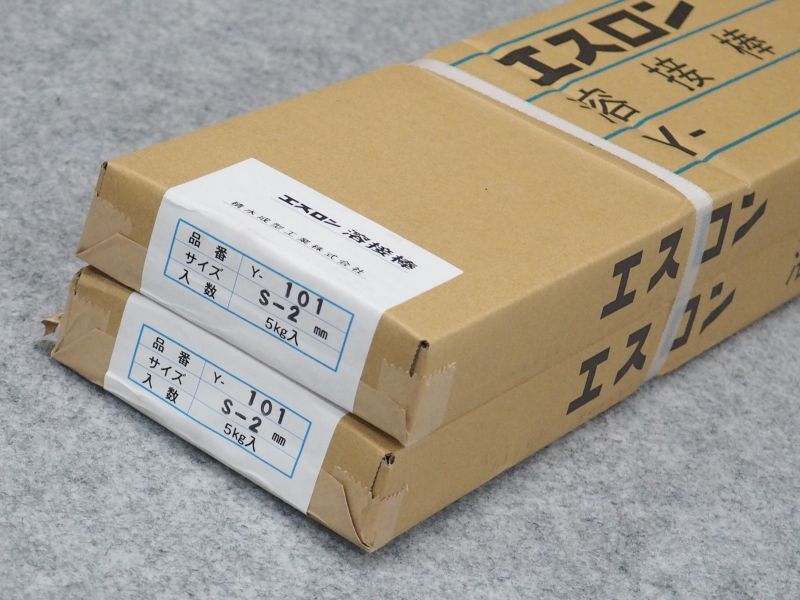 エスロン
溶接棒
Y-
エスロン 溶接棒
積水成型工業株式会社
品番 Y- 101
サイズ S-2 mm
入数 5kg入
エスロン
品番 Y- 101
サイズ S-2 mm
入数 5kg入
エスロン